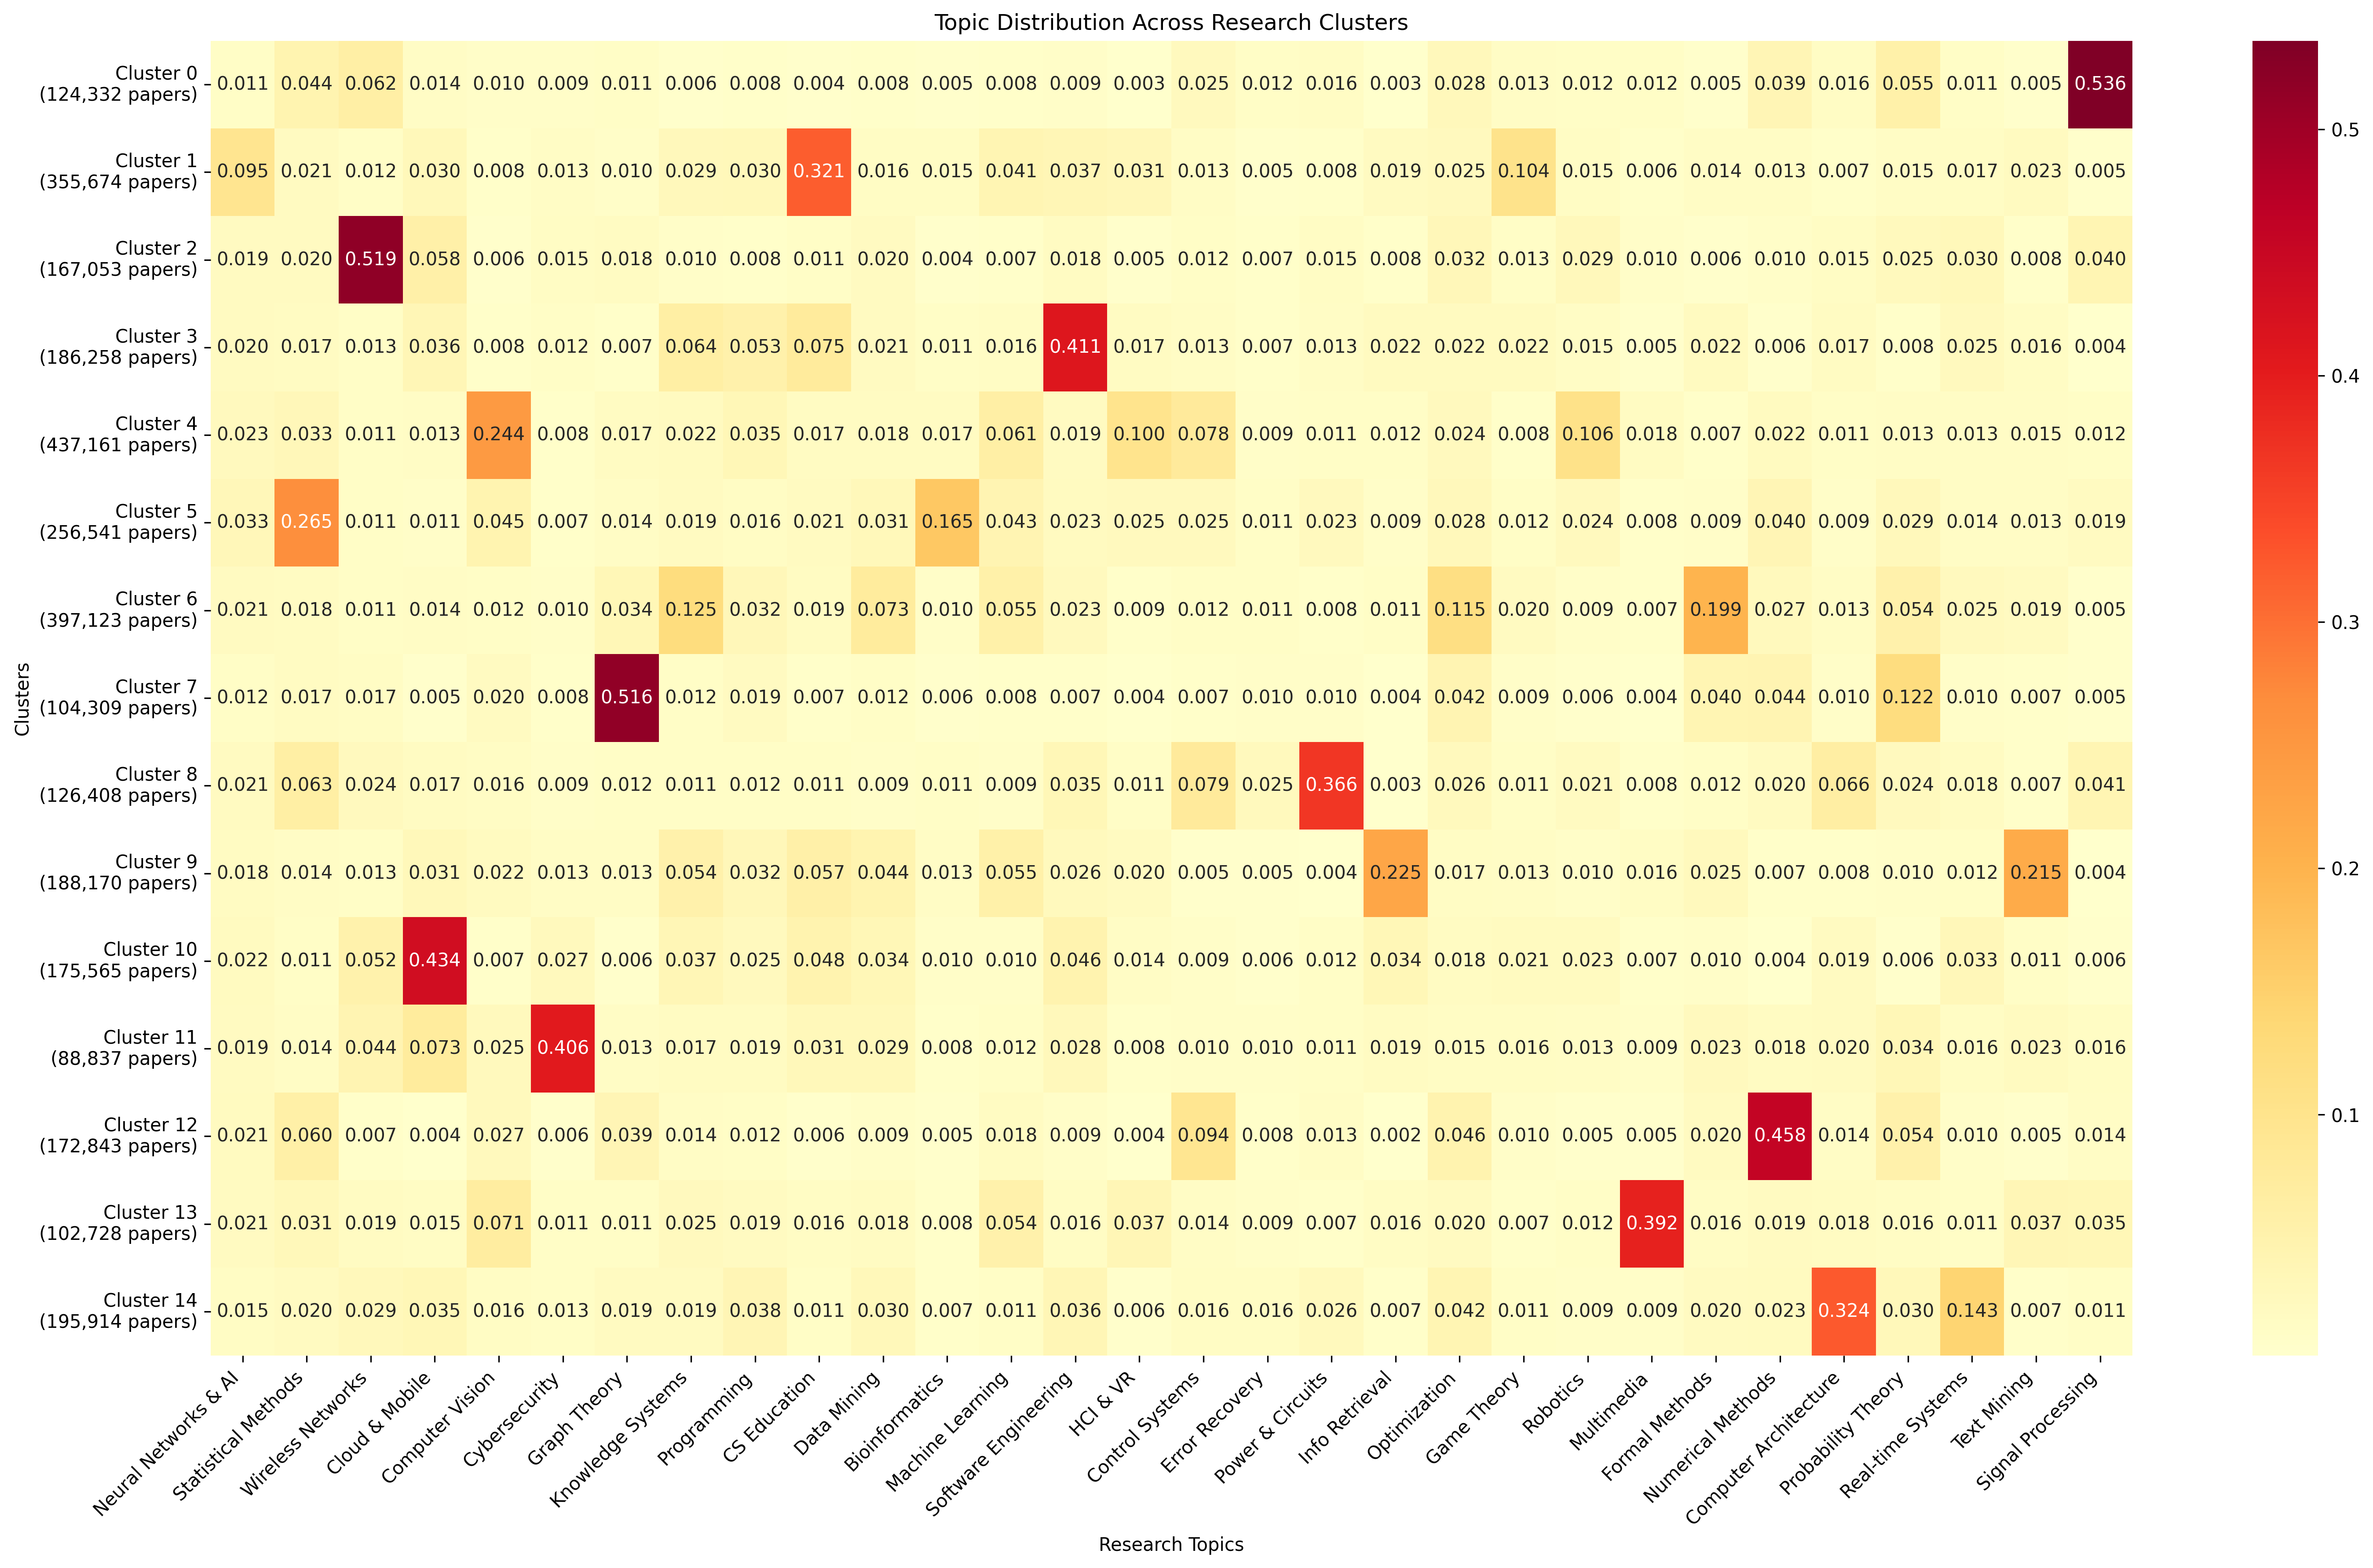 Topic Distribution Across Research Clusters
Cluster 0
(124,332 papers)
0.011 0.044 0.062 0.014 0.010 0.009 0.011 0.006 0.008 0.004 0.008 0.005 0.008 0.009 0.003 0.025 0.012 0.016 0.003 0.028 0.013 0.012 0.012 0.005 0.039 0.016 0.055 0.011 0.005 0.536
Cluster 1
(355,674 papers)
0.095 0.021 0.012 0.030 0.008 0.013 0.010 0.029 0.030 0.321 0.016 0.015 0.041 0.037 0.031 0.013 0.005 0.008 0.019 0.025 0.104 0.015 0.006 0.014 0.013 0.007 0.015 0.017 0.023 0.005
Cluster 2
(167,053 papers)
0.019 0.020 0.519 0.058 0.006 0.015 0.018 0.010 0.008 0.011 0.020 0.004 0.007 0.018 0.005 0.012 0.007 0.015 0.008 0.032 0.013 0.029 0.010 0.006 0.010 0.015 0.025 0.030 0.008 0.040
Cluster 3
(186,258 papers)
0.020 0.017 0.013 0.036 0.008 0.012 0.007 0.064 0.053 0.075 0.021 0.011 0.016 0.411 0.017 0.013 0.007 0.013 0.022 0.022 0.022 0.015 0.005 0.022 0.006 0.017 0.008 0.025 0.016 0.004
Cluster 4
(437,161 papers)
0.023 0.033 0.011 0.013 0.244 0.008 0.017 0.022 0.035 0.017 0.018 0.017 0.061 0.019 0.100 0.078 0.009 0.011 0.012 0.024 0.008 0.106 0.018 0.007 0.022 0.011 0.013 0.013 0.015 0.012
Cluster 5
(256,541 papers)
0.033 0.265 0.011 0.011 0.045 0.007 0.014 0.019 0.016 0.021 0.031 0.165 0.043 0.023 0.025 0.025 0.011 0.023 0.009 0.028 0.012 0.024 0.008 0.009 0.040 0.009 0.029 0.014 0.013 0.019
Cluster 6
(397,123 papers)
0.021 0.018 0.011 0.014 0.012 0.010 0.034 0.125 0.032 0.019 0.073 0.010 0.055 0.023 0.009 0.012 0.011 0.008 0.011 0.115 0.020 0.009 0.007 0.199 0.027 0.013 0.054 0.025 0.019 0.005
Cluster 7
(104,309 papers)
0.012 0.017 0.017 0.005 0.020 0.008 0.516 0.012 0.019 0.007 0.012 0.006 0.008 0.007 0.004 0.007 0.010 0.010 0.004 0.042 0.009 0.006 0.004 0.040 0.044 0.010 0.122 0.010 0.007 0.005
Cluster 8
(126,408 papers)
0.021 0.063 0.024 0.017 0.016 0.009 0.012 0.011 0.012 0.011 0.009 0.011 0.009 0.035 0.011 0.079 0.025 0.366 0.003 0.026 0.011 0.021 0.008 0.012 0.020 0.066 0.024 0.018 0.007 0.041
Cluster 9
(188,170 papers)
0.018 0.014 0.013 0.031 0.022 0.013 0.013 0.054 0.032 0.057 0.044 0.013 0.055 0.026 0.020 0.005 0.005 0.004 0.225 0.017 0.013 0.010 0.016 0.025 0.007 0.008 0.010 0.012 0.215 0.004
Cluster 10
(175,565 papers)
0.022 0.011 0.052 0.434 0.007 0.027 0.006 0.037 0.025 0.048 0.034 0.010 0.010 0.046 0.014 0.009 0.006 0.012 0.034 0.018 0.021 0.023 0.007 0.010 0.004 0.019 0.006 0.033 0.011 0.006
Cluster 11
(88,837 papers)
0.019 0.014 0.044 0.073 0.025 0.406 0.013 0.017 0.019 0.031 0.029 0.008 0.012 0.028 0.008 0.010 0.010 0.011 0.019 0.015 0.016 0.013 0.009 0.023 0.018 0.020 0.034 0.016 0.023 0.016
Cluster 12
(172,843 papers)
0.021 0.060 0.007 0.004 0.027 0.006 0.039 0.014 0.012 0.006 0.009 0.005 0.018 0.009 0.004 0.094 0.008 0.013 0.002 0.046 0.010 0.005 0.005 0.020 0.458 0.014 0.054 0.010 0.005 0.014
Cluster 13
(102,728 papers)
0.021 0.031 0.019 0.015 0.071 0.011 0.011 0.025 0.019 0.016 0.018 0.008 0.054 0.016 0.037 0.014 0.009 0.007 0.016 0.020 0.007 0.012 0.392 0.016 0.019 0.018 0.016 0.011 0.037 0.035
Cluster 14
(195,914 papers)
0.015 0.020 0.029 0.035 0.016 0.013 0.019 0.019 0.038 0.011 0.030 0.007 0.011 0.036 0.006 0.016 0.016 0.026 0.007 0.042 0.011 0.009 0.009 0.020 0.023 0.324 0.030 0.143 0.007 0.011
Clusters
Neural Networks & AI
Statistical Methods
Wireless Networks
Cloud & Mobile
Computer Vision
Cybersecurity
Graph Theory
Knowledge Systems
Programming
CS Education
Data Mining
Bioinformatics
Machine Learning
Software Engineering
HCI & VR
Control Systems
Error Recovery
Power & Circuits
Info Retrieval
Optimization
Game Theory
Robotics
Multimedia
Formal Methods
Numerical Methods
Computer Architecture
Probability Theory
Real-time Systems
Text Mining
Signal Processing
Research Topics
0.5
0.4
0.3
0.2
0.1